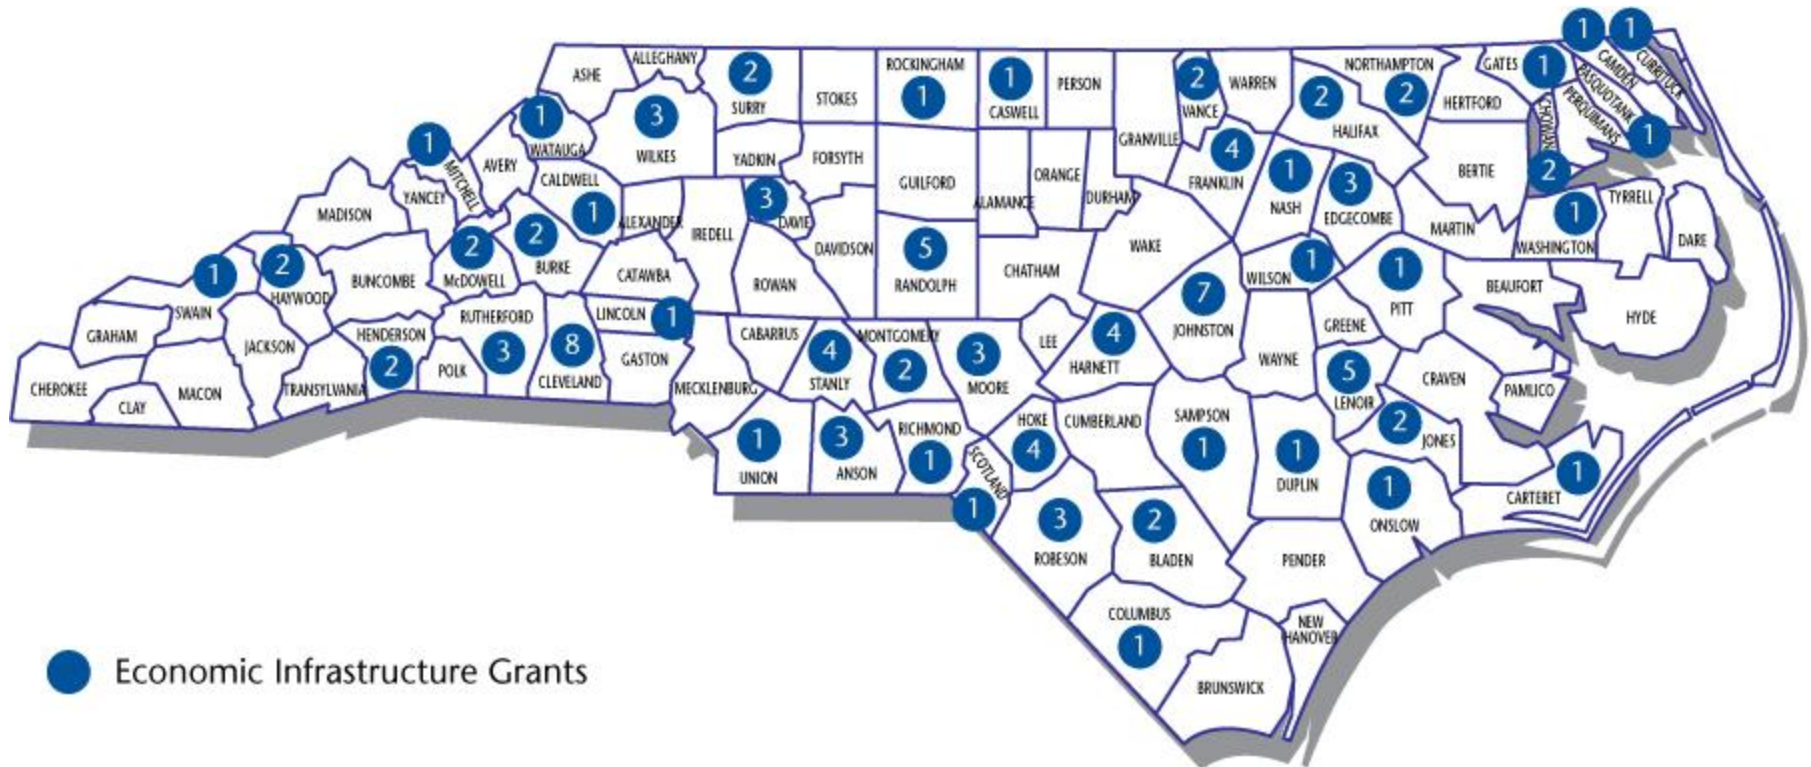 1 1
ALLEGHANY
ASHE
2
SURRY
STOKES
ROCKINGHAM
1
1
CASWELL
PERSON
GRANVILLE
2
VANCE
WARREN
NORTHAMPTON
2
2
HALIFAX
GATES
1
HERTFORD
CAMDEN
CURRITUCK
PASQUOTANK
PERQUIMANS
1
CHOWAN
2
1
WATAUGA
3
WILKES
YADKIN
FORSYTH
GUILFORD
ALAMANCE
ORANGE
DURHAM
4
FRANKLIN
1
NASH
3
EDGECOMBE
BERTIE
MARTIN
1
WASHINGTON
TYRRELL
DARE
1
MITCHELL
AVERY
YANCEY
MADISON
CALDWELL
1
ALEXANDER
IREDELL
3
DAVIE
DAVIDSON
5
RANDOLPH
CHATHAM
WAKE
WILSON
1
1
PITT
BEAUFORT
HYDE
1
SWAIN
2
HAYWOOD
BUNCOMBE
2
McDOWELL
2
BURKE
CATAWBA
ROWAN
7
JOHNSTON
GREENE
WAYNE
GRAHAM
JACKSON
HENDERSON
2
RUTHERFORD
3
POLK
8
CLEVELAND
LINCOLN
1
GASTON
CABARRUS
4
STANLY
MONTGOMERY
2
3
MOORE
LEE
4
HARNETT
5
LENOIR
CRAVEN
PAMLICO
CHEROKEE
CLAY
MACON
TRANSYLVANIA
MECKLENBURG
1
UNION
3
ANSON
RICHMOND
1
SCOTLAND
1
HOKE
4
CUMBERLAND
SAMPSON
1
1
DUPLIN
2
JONES
1
ONSLOW
CARTERET
1
3
ROBESON
2
BLADEN
PENDER
COLUMBUS
1
NEW
HANOVER
BRUNSWICK
Economic Infrastructure Grants